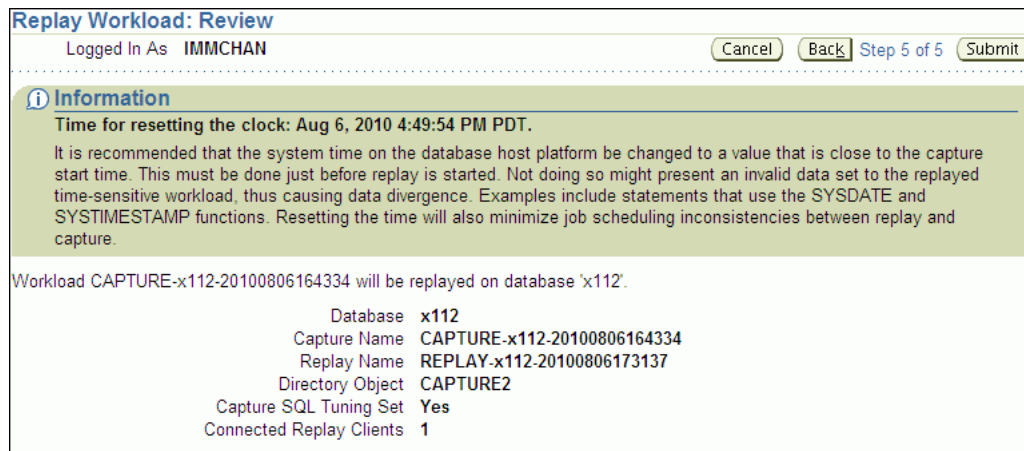 Replay Workload: Review
Logged In As IMMCHAN
Cancel Back Step 5 of 5 Submit
Information
Time for resetting the clock: Aug 6, 2010 4:49:54 PM PDT.
It is recommended that the system time on the database host platform be changed to a value that is close to the capture
start time. This must be done just before replay is started. Not doing so might present an invalid data set to the replayed
time-sensitive workload, thus causing data divergence. Examples include statements that use the SYSDATE and
SYSTIMESTAMP functions. Resetting the time will also minimize job scheduling inconsistencies between replay and
capture.
Workload CAPTURE-x112-20100806164334 will be replayed on database 'x112'.
Database x112
Capture Name CAPTURE-x112-20100806164334
Replay Name REPLAY-x112-20100806173137
Directory Object CAPTURE2
Capture SQL Tuning Set Yes
Connected Replay Clients 1